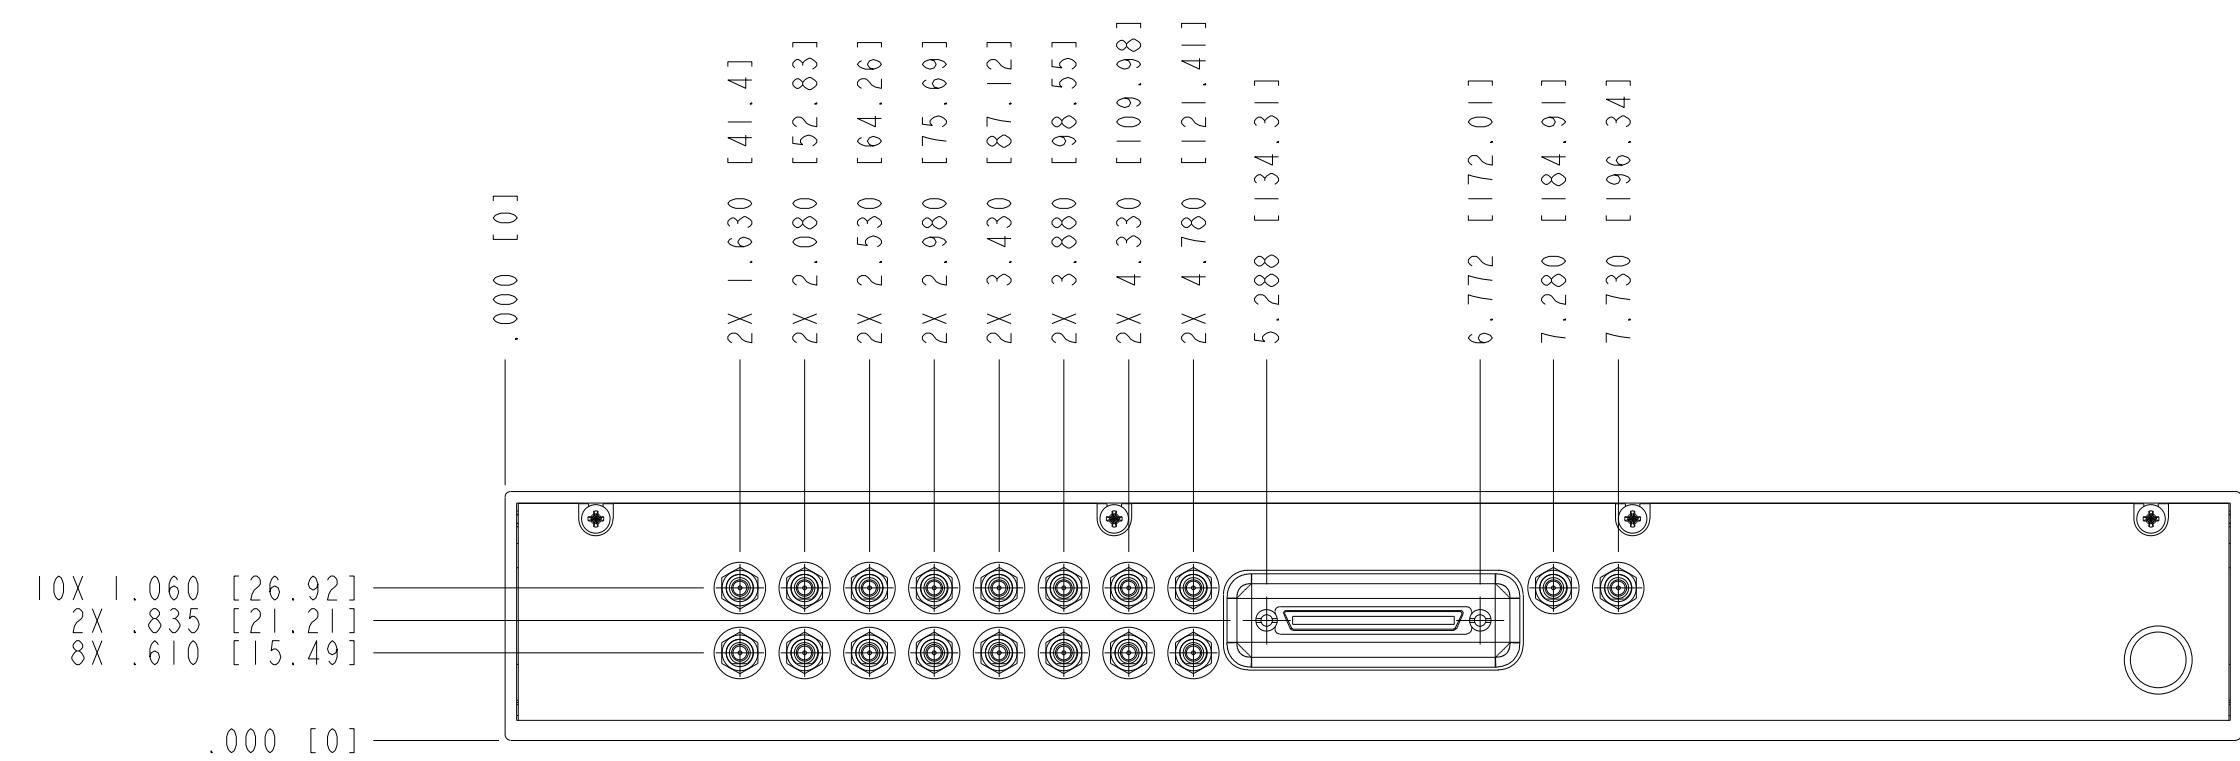 .000 [0]
2X 1.630 [41.4]
2X 2.080 [52.83]
2X 2.530 [64.26]
2X 2.980 [75.69]
2X 3.430 [87.12]
2X 3.880 [98.55]
2X 4.330 [109.98]
2X 4.780 [121.41]
5.288 [134.31]
6.772 [172.01]
7.280 [184.91]
7.730 [196.34]
10X 1.060 [26.92]
2X .835 [21.21]
8X .610 [15.49]
.000 [0]